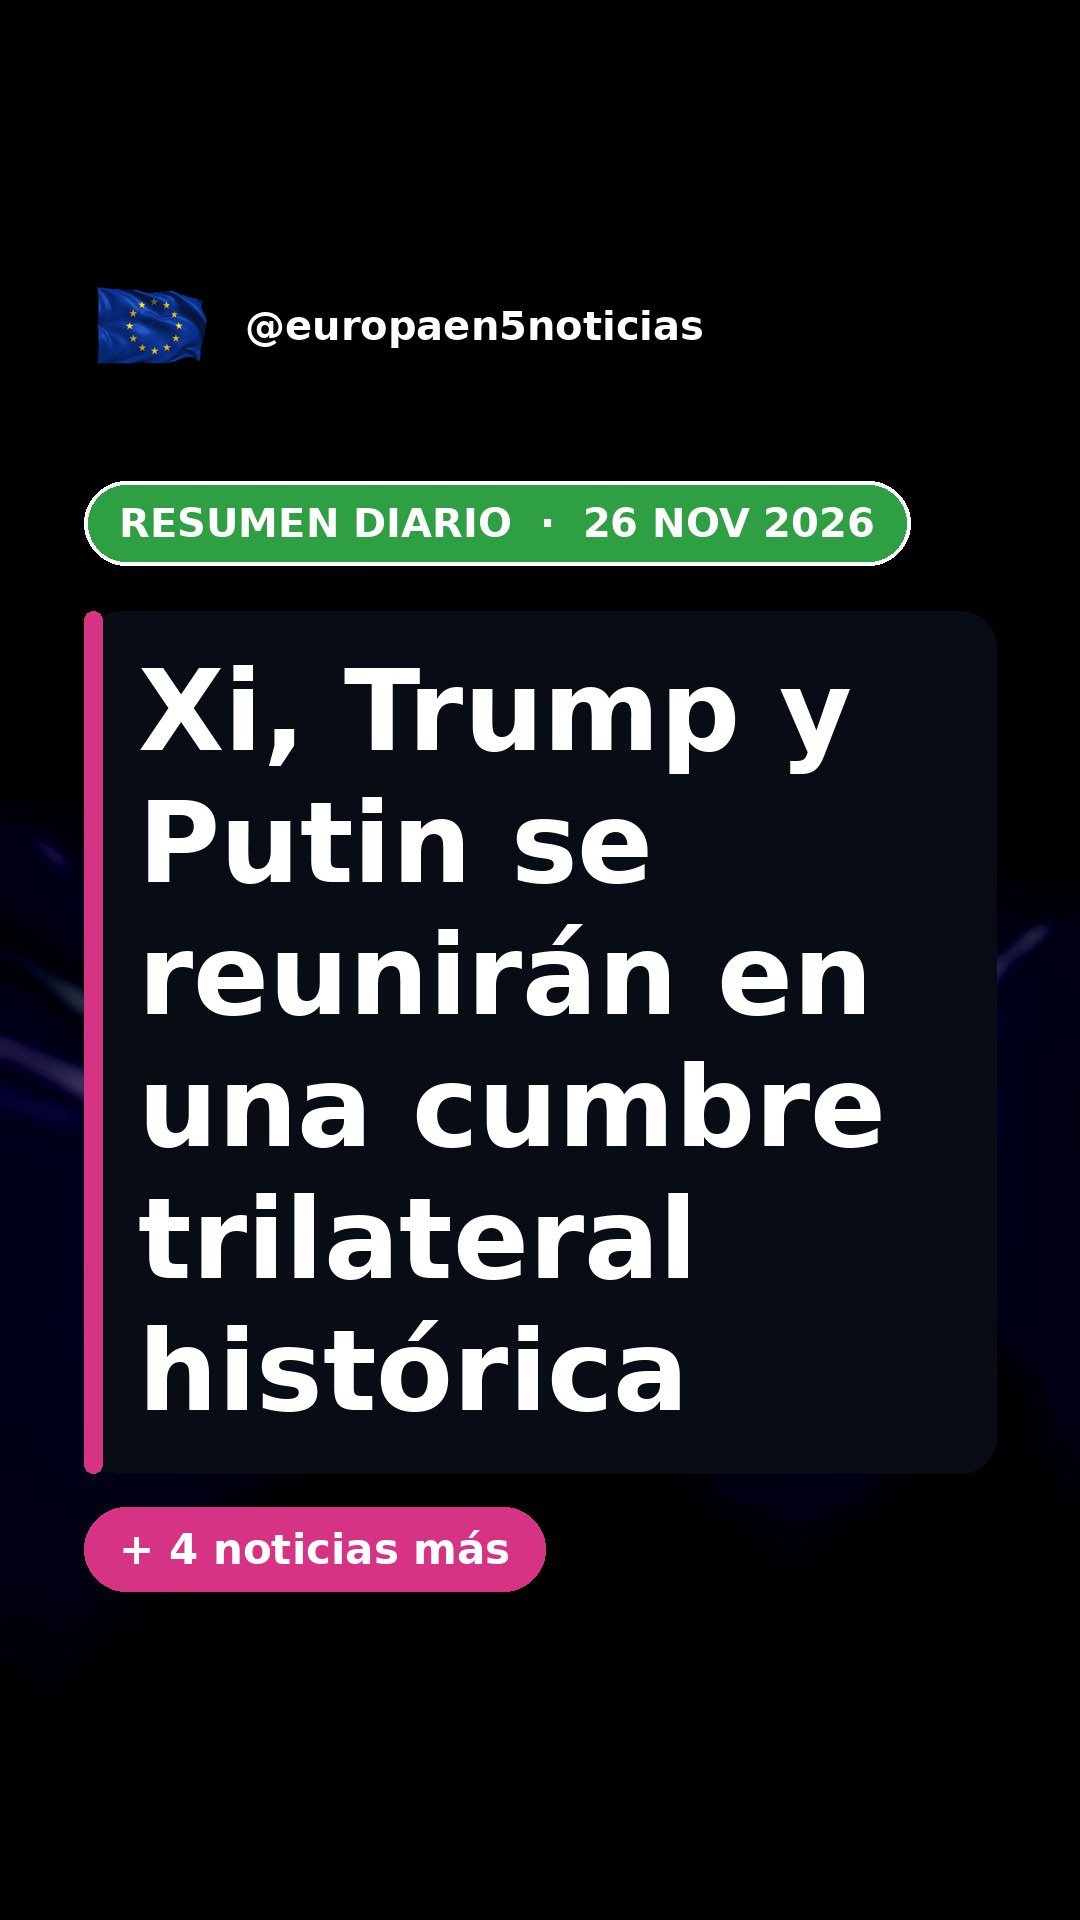 @europaen5noticias
RESUMEN DIARIO · 26 NOV 2026
Xi, Trump y
Putin se
reunirán en
una cumbre
trilateral
histórica
+ 4 noticias más